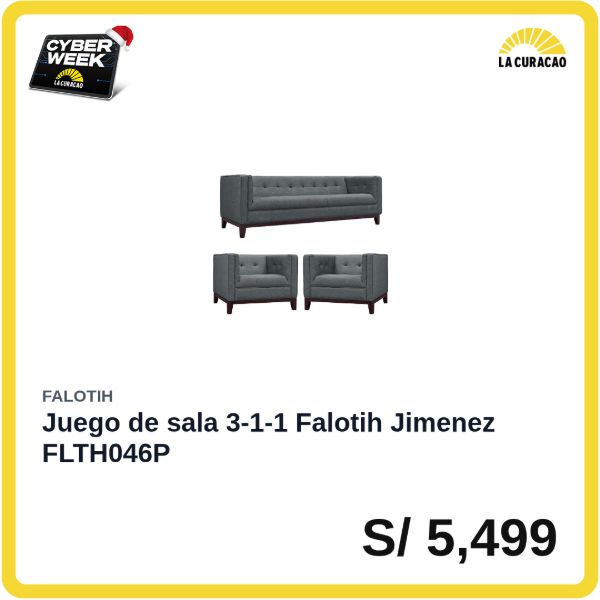 CYBER
WEEK
LA CURACAO
LA CURACAO
FALOTIH
Juego de sala 3-1-1 Falotih Jimenez
FLTH046P
S/ 5,499